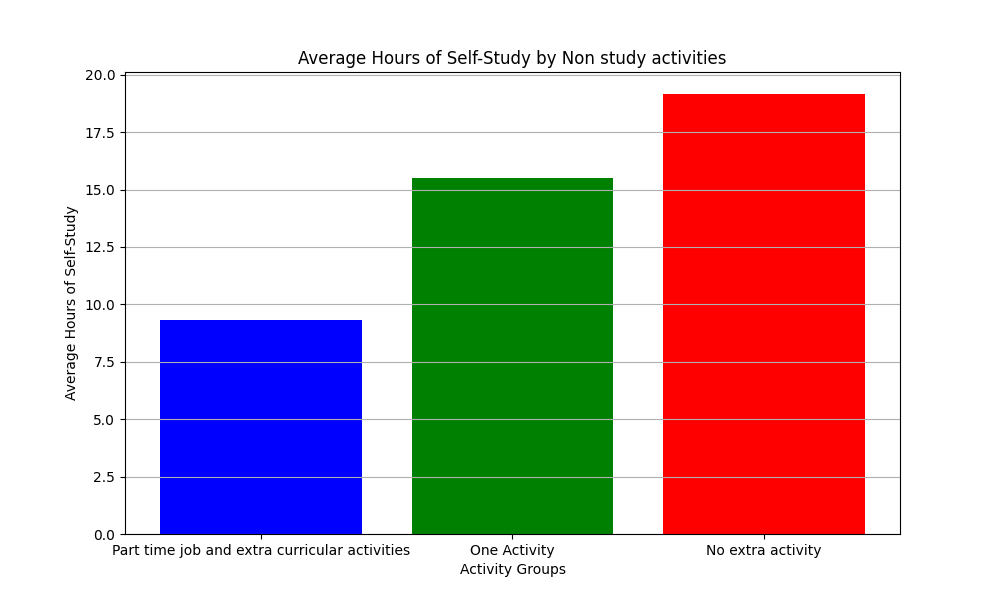 Average Hours of Self-Study by Non study activities
Average Hours of Self-Study
20.0
17.5
15.0
12.5
10.0
7.5
5.0
2.5
0.0
Part time job and extra curricular activities
One Activity
No extra activity
Activity Groups